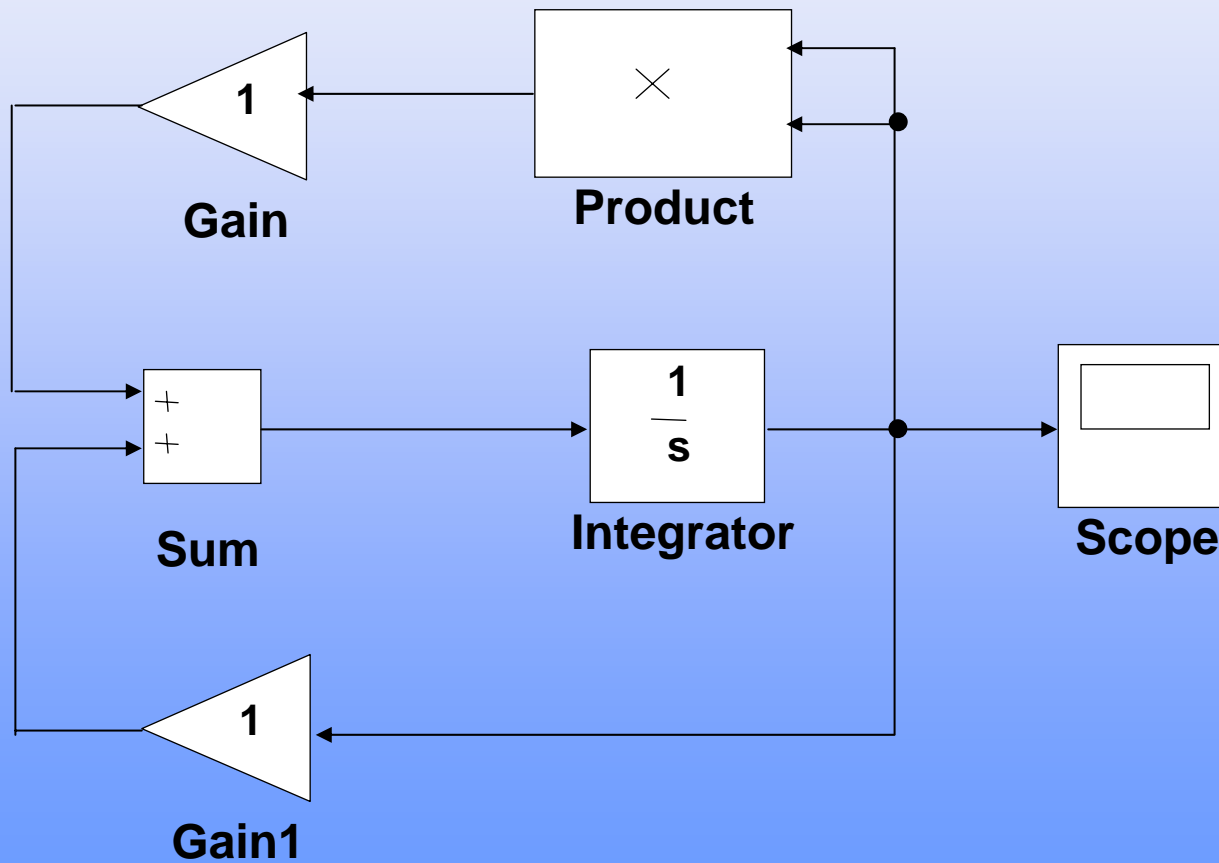 1
×
Gain
Product
+
+
1
s
Sum
Integrator
Scope
1
Gain1